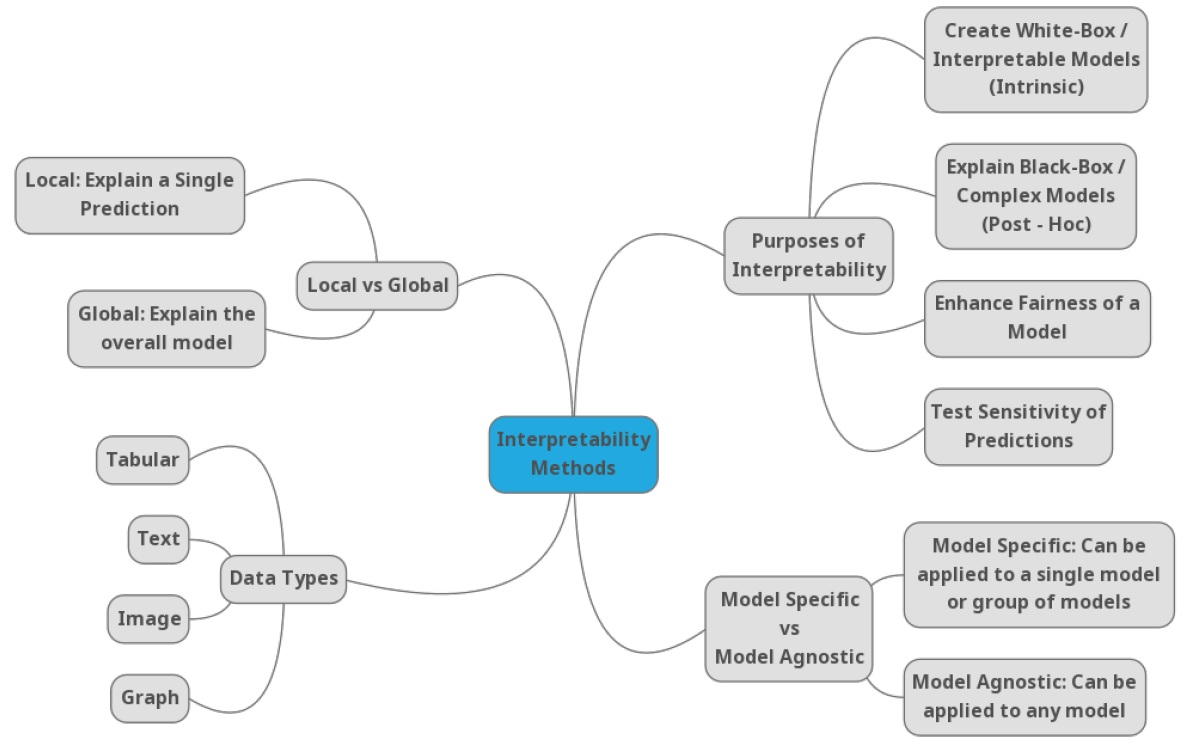 Create White-Box /
Interpretable Models
(Intrinsic)
Explain Black-Box /
Complex Models
(Post - Hoc)
Enhance Fairness of a
Model
Test Sensitivity of
Predictions
Purposes of
Interpretability
Local: Explain a Single
Prediction
Local vs Global
Global: Explain the
overall model
Interpretability
Methods
Tabular
Text
Image
Graph
Data Types
Model Specific
vs
Model Agnostic
Model Specific: Can be
applied to a single model
or group of models
Model Agnostic: Can be
applied to any model